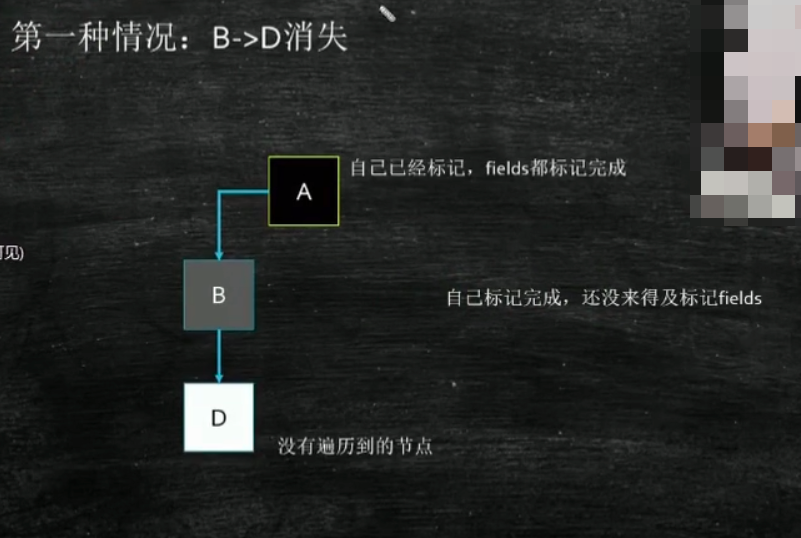 第一种情况：B->D消失
A
自己已经标记，fields都标记完成
见)
B
自己标记完成，还没来得及标记fields
D
没有遍历到的节点